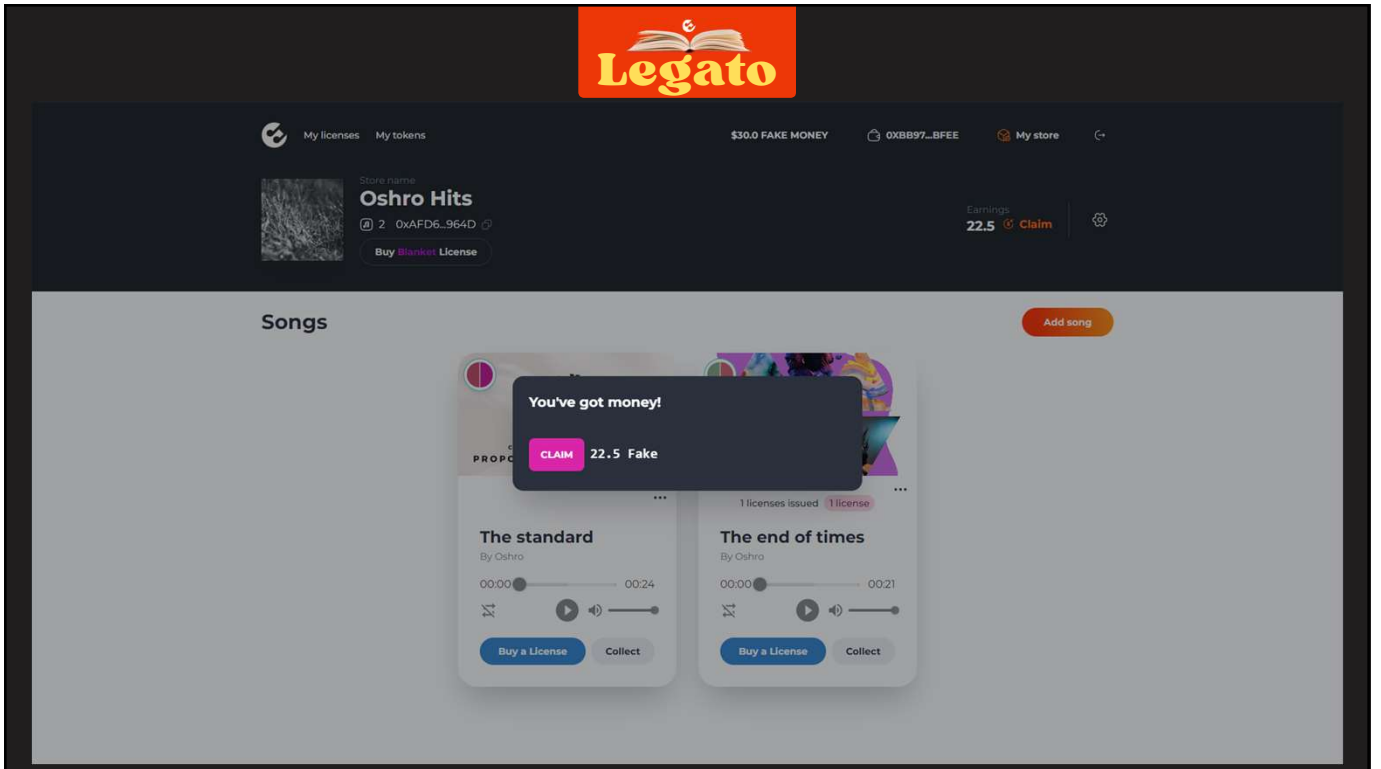 Legato
My licenses My tokens $30.0 FAKE MONEY 0XBB97...BFEE My store
Store name
Oshro Hits
2 0xAFD6...964D
Buy Blanket License
Earnings
22.5 Claim
Songs Add song
You've got money!
CLAIM 22.5 Fake
1 licenses issued 1 license
The standard
By Oshro
00:00 00:24
Buy a License Collect
The end of times
By Oshro
00:00 00:21
Buy a License Collect